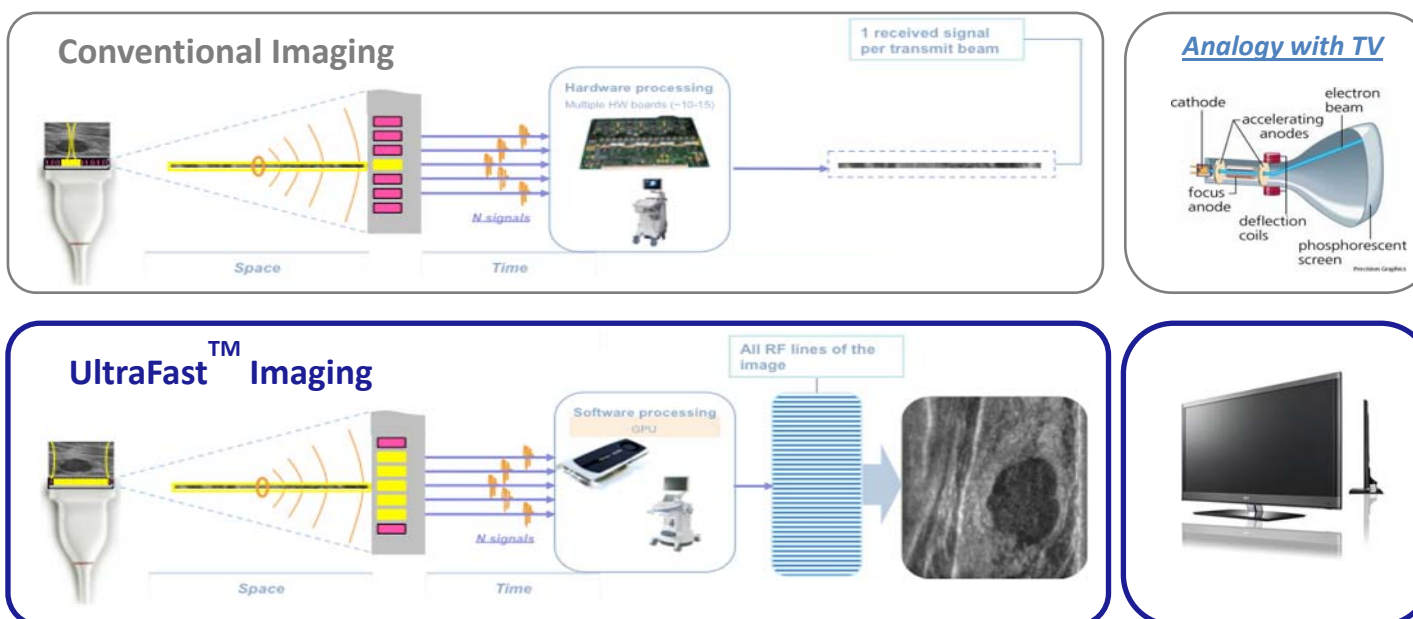 Conventional Imaging
1 received signal
per transmit beam
Hardware processing
Multiple HW boards (~10-15)
N signals
Space
Time
Analogy with TV
cathode
electron
beam
accelerating
anodes
focus
anode
deflection
coils
phosphorescent
screen
Precision Graphics
UltraFast™ Imaging
All RF lines of the
image
Software processing
GPU
N signals
Space
Time